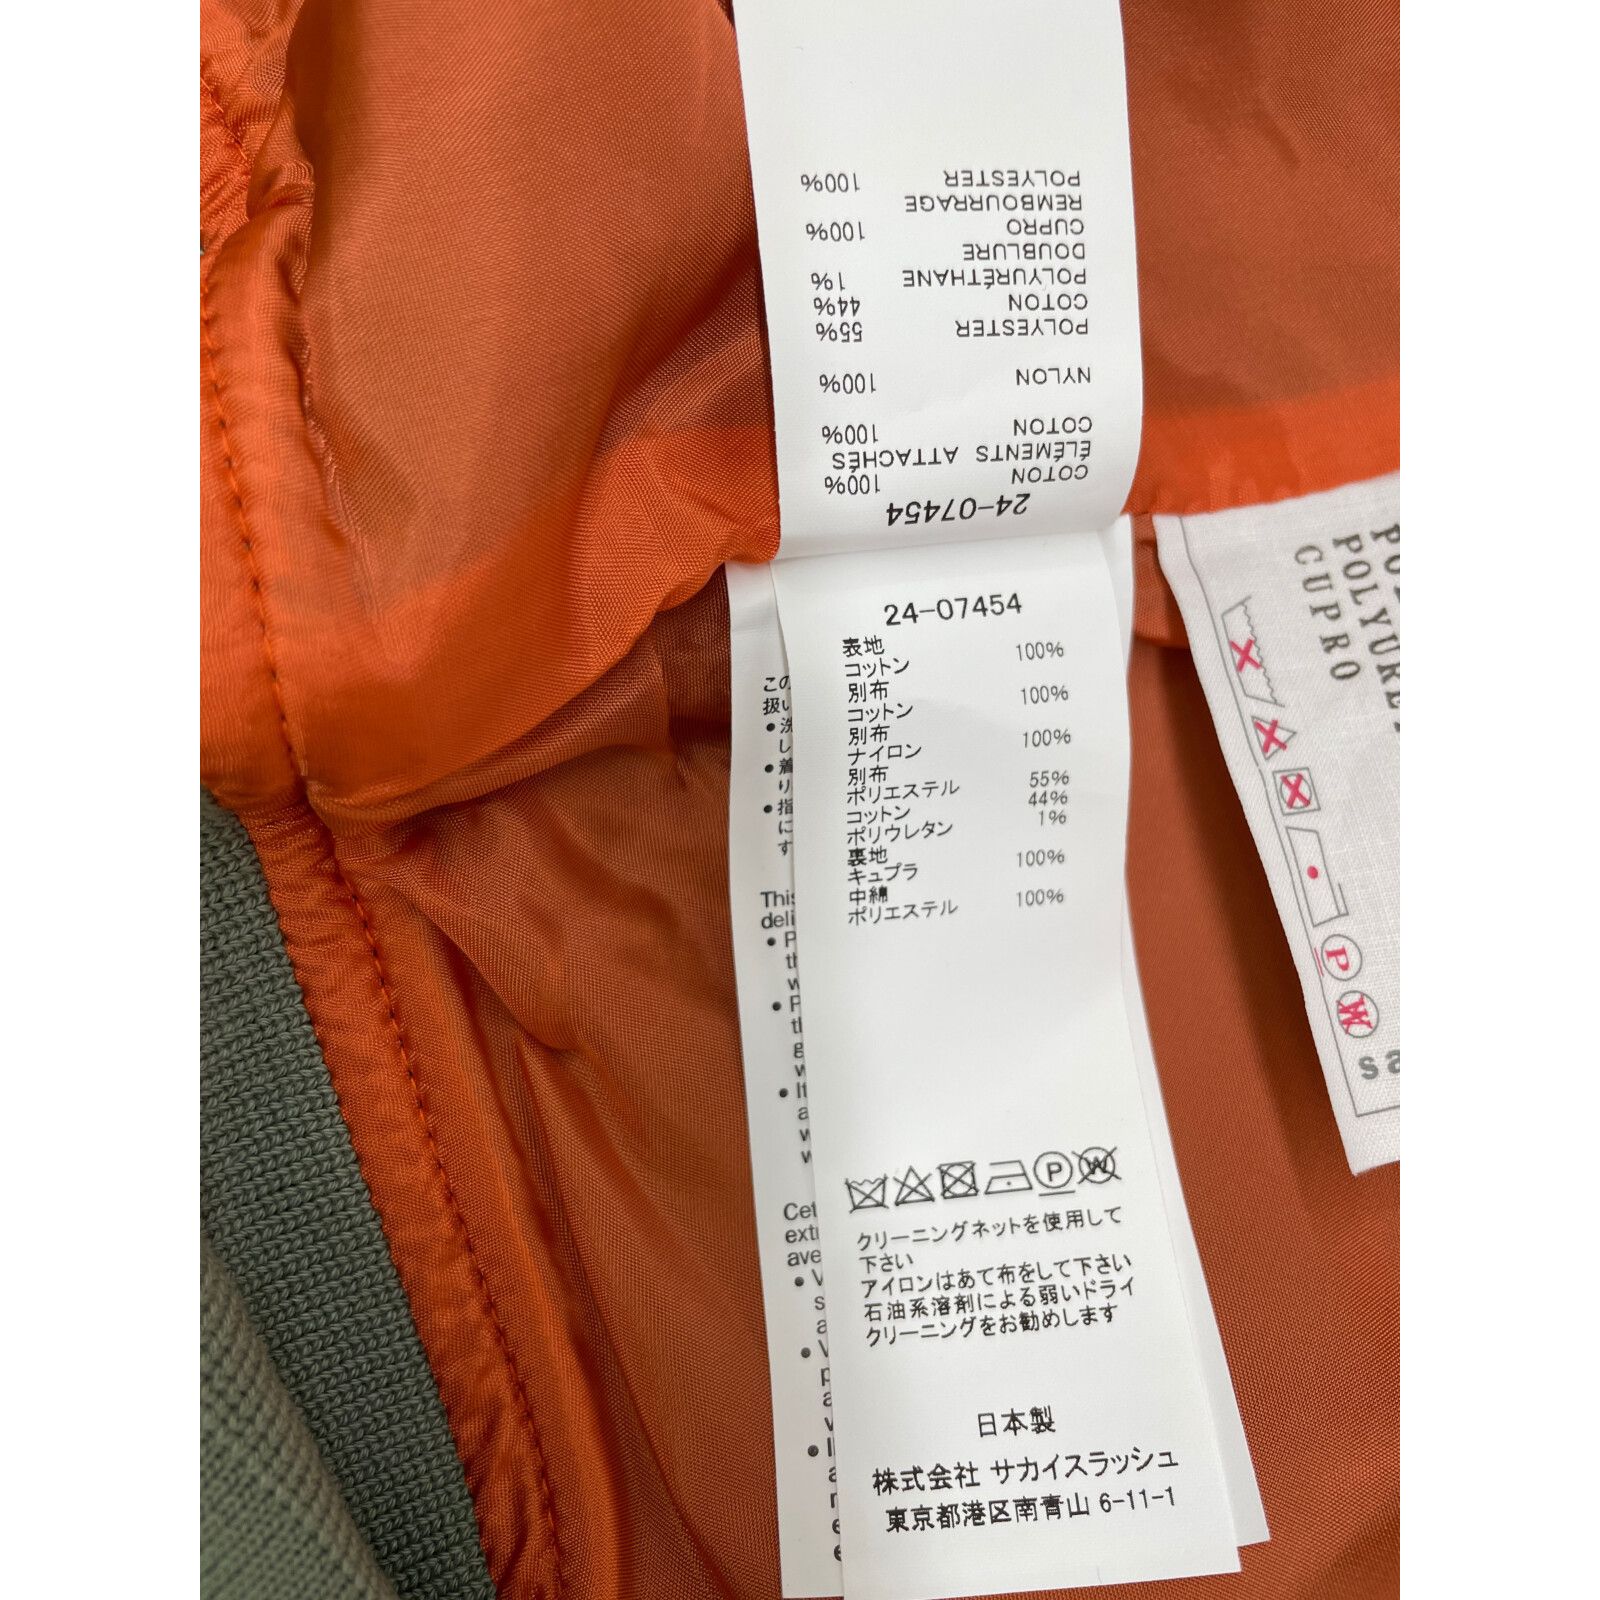 24-07454
COTON 100%
ÉLÉMENTS ATTACHÉS
COTON 100%
NYLON 100%
POLYESTER 55%
COTON 44%
POLYURÉTHANE 1%
DOUBLURE
CUPRO 100%
REMBOURRAGE
POLYESTER 100%
24-07454
表地
コットン 100%
別布
コットン 100%
別布
ナイロン 100%
別布
ポリエステル 55%
コットン 44%
ポリウレタン 1%
裏地
キュプラ 100%
中綿
ポリエステル 100%
P W
クリーニングネットを使用して
下さい
アイロンはあて布をして下さい
石油系溶剤による弱いドライ
クリーニングをお勧めします
日本製
株式会社 サカイスラッシュ
東京都港区南青山 6-11-1
CUPRO
P
W